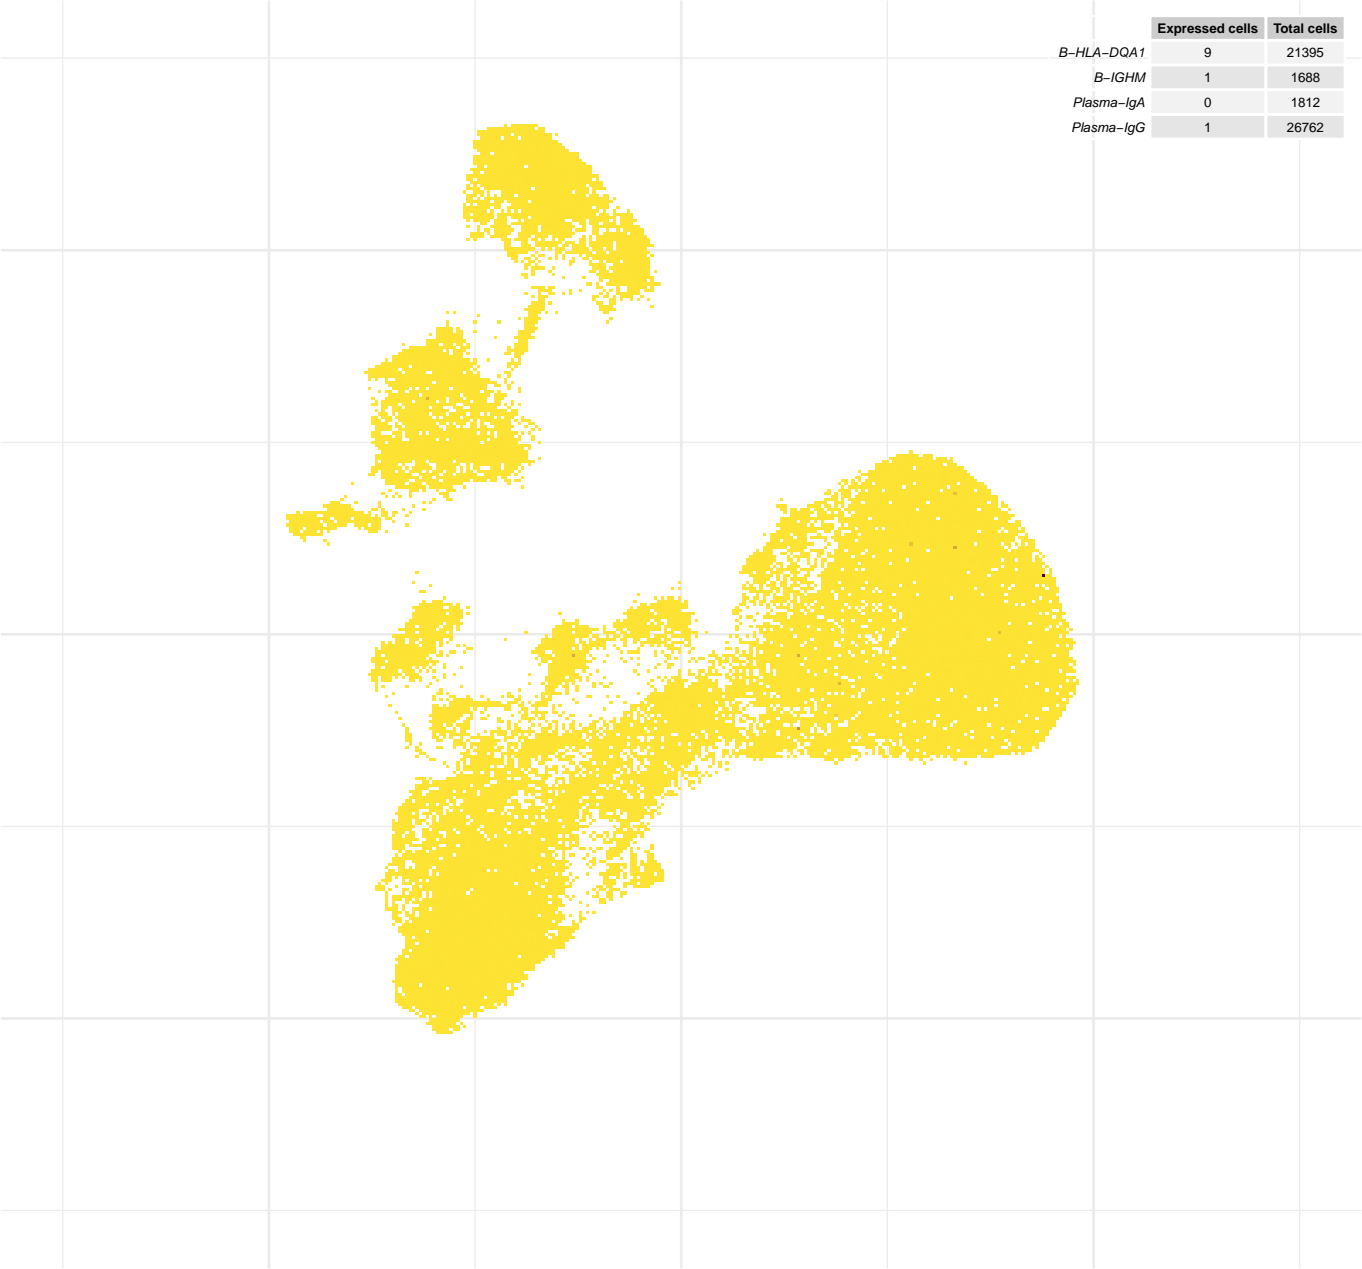 Expressed cells Total cells
B−HLA−DQA1 9 21395
B−IGHM 1 1688
Plasma−IgA 0 1812
Plasma−IgG 1 26762